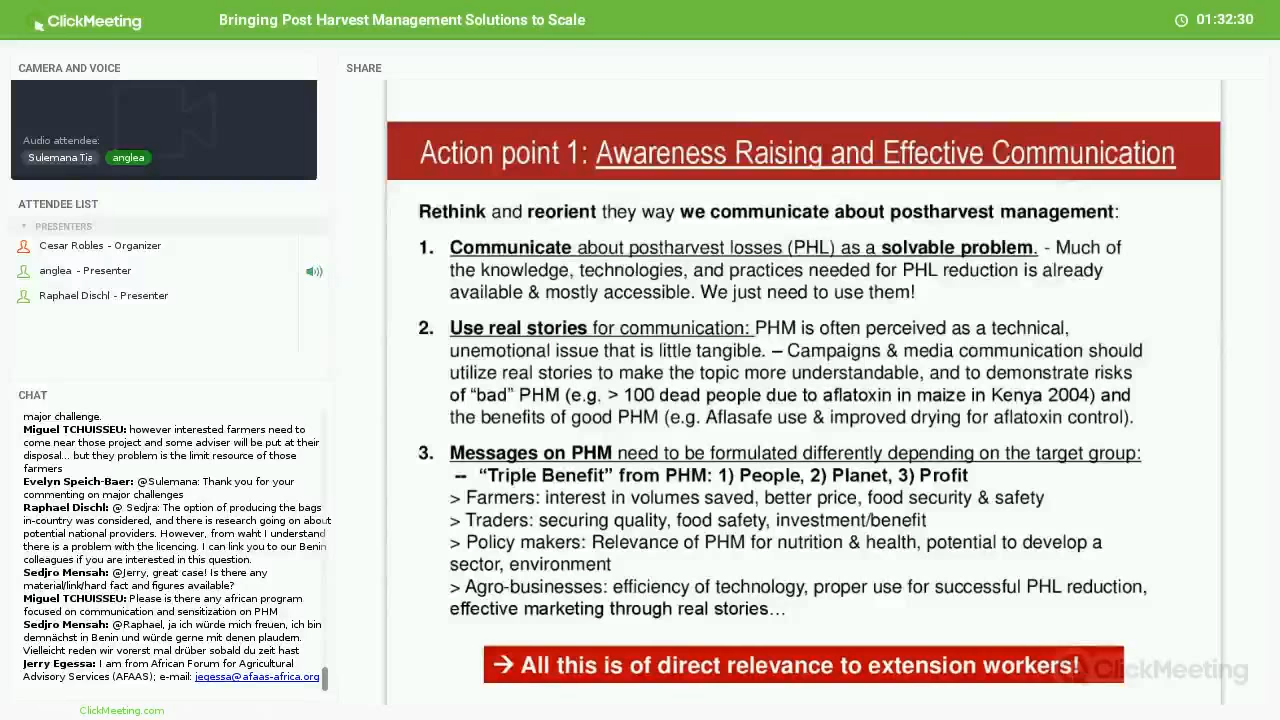 ClickMeeting
Bringing Post Harvest Management Solutions to Scale
01:32:30
CAMERA AND VOICE
Audio attendee:
Sulemana Tia
anglea
ATTENDEE LIST
PRESENTERS
Cesar Robles - Organizer
anglea - Presenter
Raphael Dischl - Presenter
CHAT
major challenge.
Miguel TCHUISSEU: however interested farmers need to
come near those project and some adviser will be put at their
disposal... but they problem is the limit resource of those
farmers
Evelyn Speich-Baer: @Sulemana: Thank you for your
commenting on major challenges
Raphael Dischl: @ Sedjra: The option of producing the bags
in-country was considered, and there is research going on about
potential national providers. However, from waht I understand
there is a problem with the licencing. I can link you to our Benin
colleagues if you are interested in this question.
Sedjro Mensah: @Jerry, great case! Is there any
material/link/hard fact and figures available?
Miguel TCHUISSEU: Please is there any african program
focused on communication and sensitization on PHM
Sedjro Mensah: @Raphael, ja ich würde mich freuen, ich bin
demnächst in Benin und würde gerne mit denen plaudern.
Vielleicht reden wir vorerst mal drüber sobald du zeit hast
Jerry Egessa: I am from African Forum for Agricultural
Advisory Services (AFAAS); e-mail: jegessa@afaas-africa.org
ClickMeeting.com
SHARE
Action point 1: Awareness Raising and Effective Communication
Rethink and reorient they way we communicate about postharvest management:
1. Communicate about postharvest losses (PHL) as a solvable problem. - Much of
the knowledge, technologies, and practices needed for PHL reduction is already
available & mostly accessible. We just need to use them!
2. Use real stories for communication: PHM is often perceived as a technical,
unemotional issue that is little tangible. – Campaigns & media communication should
utilize real stories to make the topic more understandable, and to demonstrate risks
of “bad” PHM (e.g. > 100 dead people due to aflatoxin in maize in Kenya 2004) and
the benefits of good PHM (e.g. Aflasafe use & improved drying for aflatoxin control).
3. Messages on PHM need to be formulated differently depending on the target group:
-- “Triple Benefit” from PHM: 1) People, 2) Planet, 3) Profit
> Farmers: interest in volumes saved, better price, food security & safety
> Traders: securing quality, food safety, investment/benefit
> Policy makers: Relevance of PHM for nutrition & health, potential to develop a
sector, environment
> Agro-businesses: efficiency of technology, proper use for successful PHL reduction,
effective marketing through real stories…
→ All this is of direct relevance to extension workers!
ClickMeeting